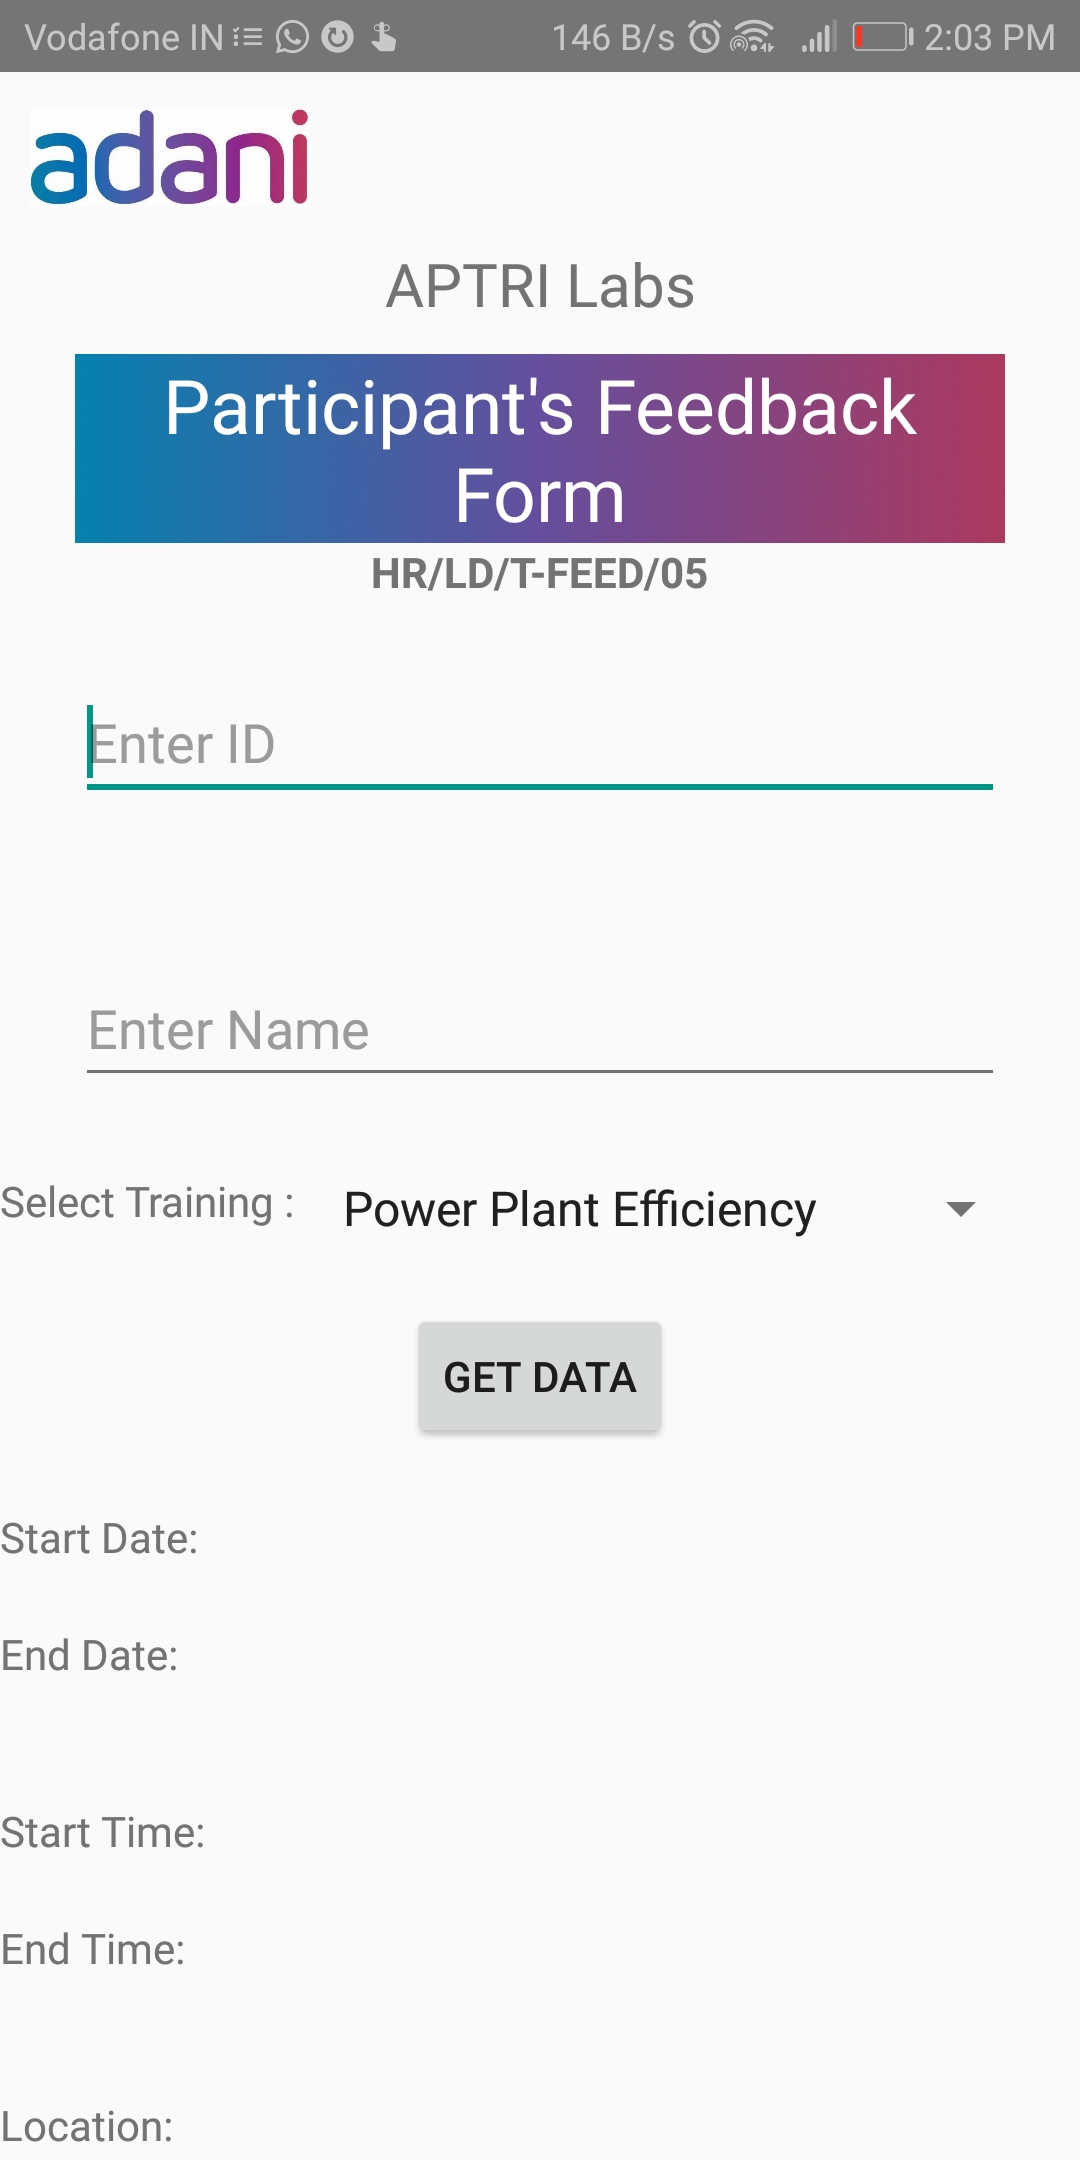 Vodafone IN 146 B/s 2:03 PM
adani
APTRI Labs
Participant's Feedback
Form
HR/LD/T-FEED/05
Enter ID
Enter Name
Select Training : Power Plant Efficiency
GET DATA
Start Date:
End Date:
Start Time:
End Time:
Location: